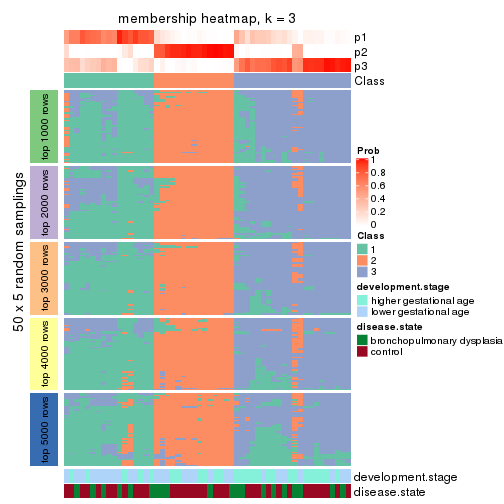 membership heatmap, k = 3
p1
p2
p3
Class
50 x 5 random samplings
top 1000 rows
top 2000 rows
top 3000 rows
top 4000 rows
top 5000 rows
Prob
1
0.8
0.6
0.4
0.2
0
Class
1
2
3
development.stage
higher gestational age
lower gestational age
disease.state
bronchopulmonary dysplasia
control
development.stage
disease.state